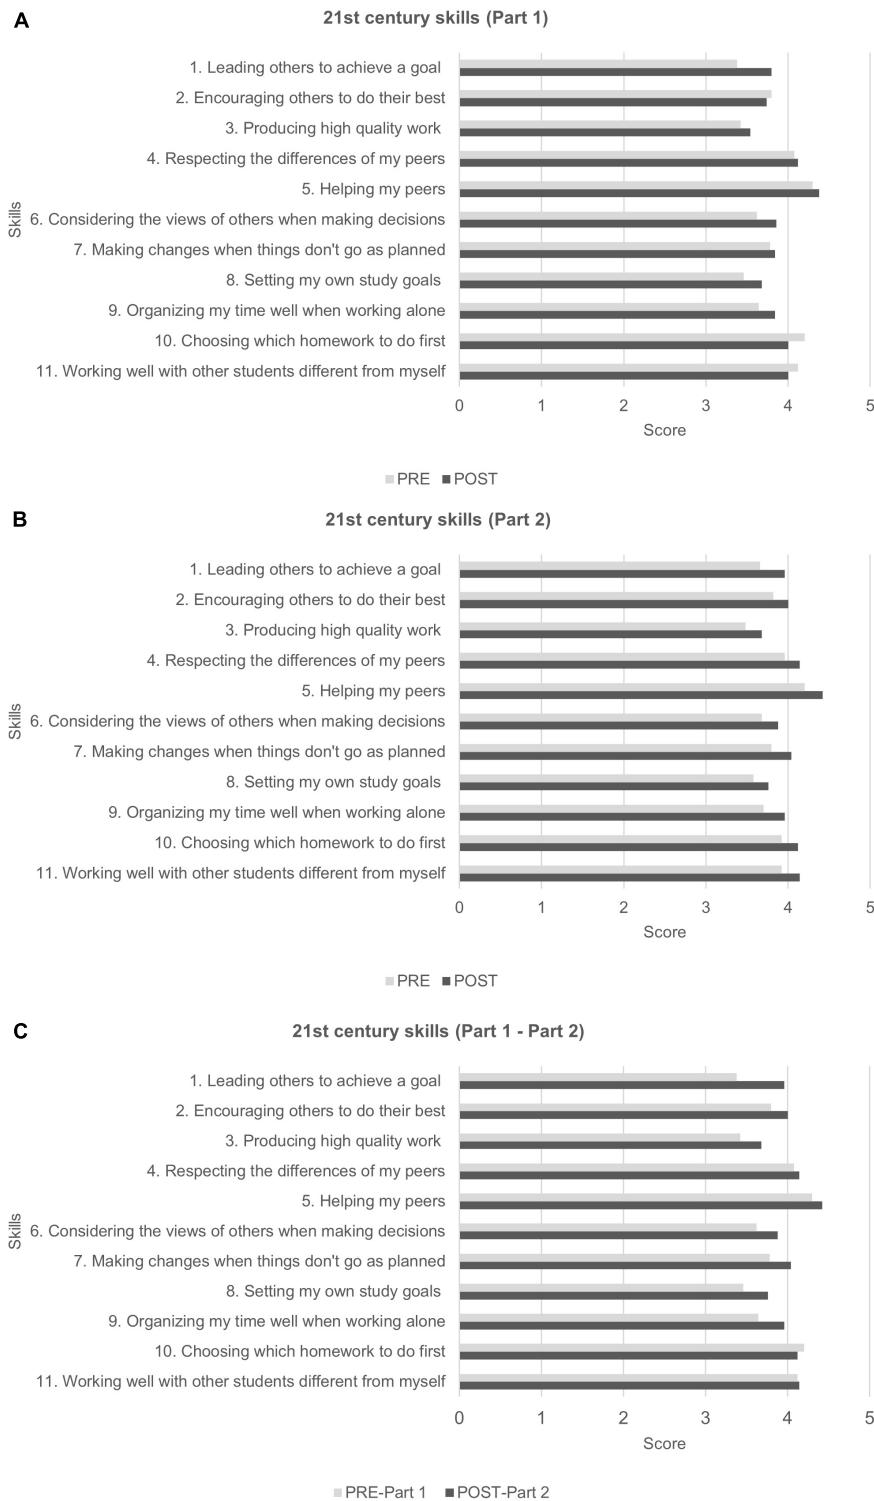 A
21st century skills (Part 1)
Skills
1. Leading others to achieve a goal
2. Encouraging others to do their best
3. Producing high quality work
4. Respecting the differences of my peers
5. Helping my peers
6. Considering the views of others when making decisions
7. Making changes when things don't go as planned
8. Setting my own study goals
9. Organizing my time well when working alone
10. Choosing which homework to do first
11. Working well with other students different from myself
0 1 2 3 4 5
Score
PRE POST
B
21st century skills (Part 2)
Skills
1. Leading others to achieve a goal
2. Encouraging others to do their best
3. Producing high quality work
4. Respecting the differences of my peers
5. Helping my peers
6. Considering the views of others when making decisions
7. Making changes when things don't go as planned
8. Setting my own study goals
9. Organizing my time well when working alone
10. Choosing which homework to do first
11. Working well with other students different from myself
0 1 2 3 4 5
Score
PRE POST
C
21st century skills (Part 1 - Part 2)
Skills
1. Leading others to achieve a goal
2. Encouraging others to do their best
3. Producing high quality work
4. Respecting the differences of my peers
5. Helping my peers
6. Considering the views of others when making decisions
7. Making changes when things don't go as planned
8. Setting my own study goals
9. Organizing my time well when working alone
10. Choosing which homework to do first
11. Working well with other students different from myself
0 1 2 3 4 5
Score
PRE-Part 1 POST-Part 2